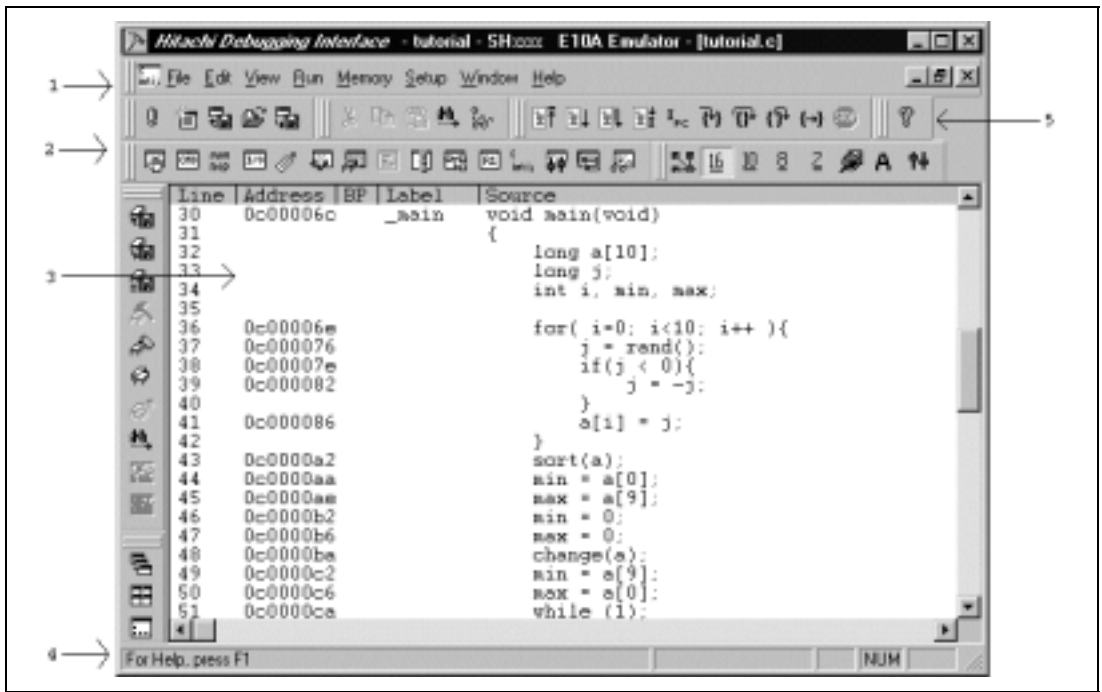 Hitachi Debugging Interface - tutorial - SHxxxx E10A Emulator - [tutorial.c]
1
File Edit View Run Memory Setup Window Help
5
2
16 10 8 2 A
Line Address BP Label Source
30 0c00006c _main void main(void)
31 {
32 long a[10];
3
33 long j;
34 int i, min, max;
35
36 0c00006e for( i=0; i<10; i++ ){
37 0c000076 j = rand();
38 0c00007e if(j < 0){
39 0c000082 j = -j;
40 }
41 0c000086 a[i] = j;
42 }
43 0c0000a2 sort(a);
44 0c0000aa min = a[0];
45 0c0000ae max = a[9];
46 0c0000b2 min = 0;
47 0c0000b6 max = 0;
48 0c0000ba change(a);
49 0c0000c2 min = a[9];
50 0c0000c6 max = a[0];
51 0c0000ca while (1);
4
For Help, press F1 NUM